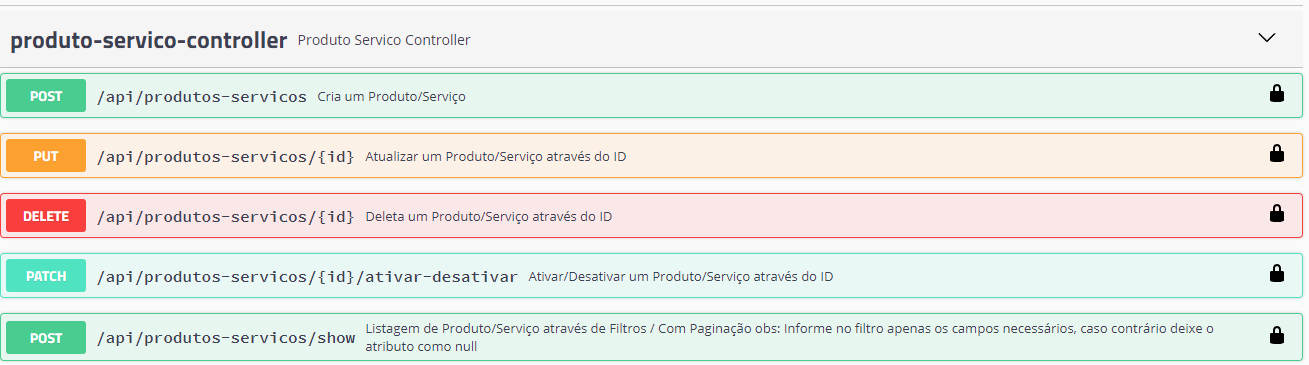 produto-servico-controller Produto Servico Controller
POST /api/produtos-servicos Cria um Produto/Serviço
PUT /api/produtos-servicos/{id} Atualizar um Produto/Serviço através do ID
DELETE /api/produtos-servicos/{id} Deleta um Produto/Serviço através do ID
PATCH /api/produtos-servicos/{id}/ativar-desativar Ativar/Desativar um Produto/Serviço através do ID
POST /api/produtos-servicos/show Listagem de Produto/Serviço através de Filtros / Com Paginação obs: Informe no filtro apenas os campos necessários, caso contrário deixe o
atributo como null